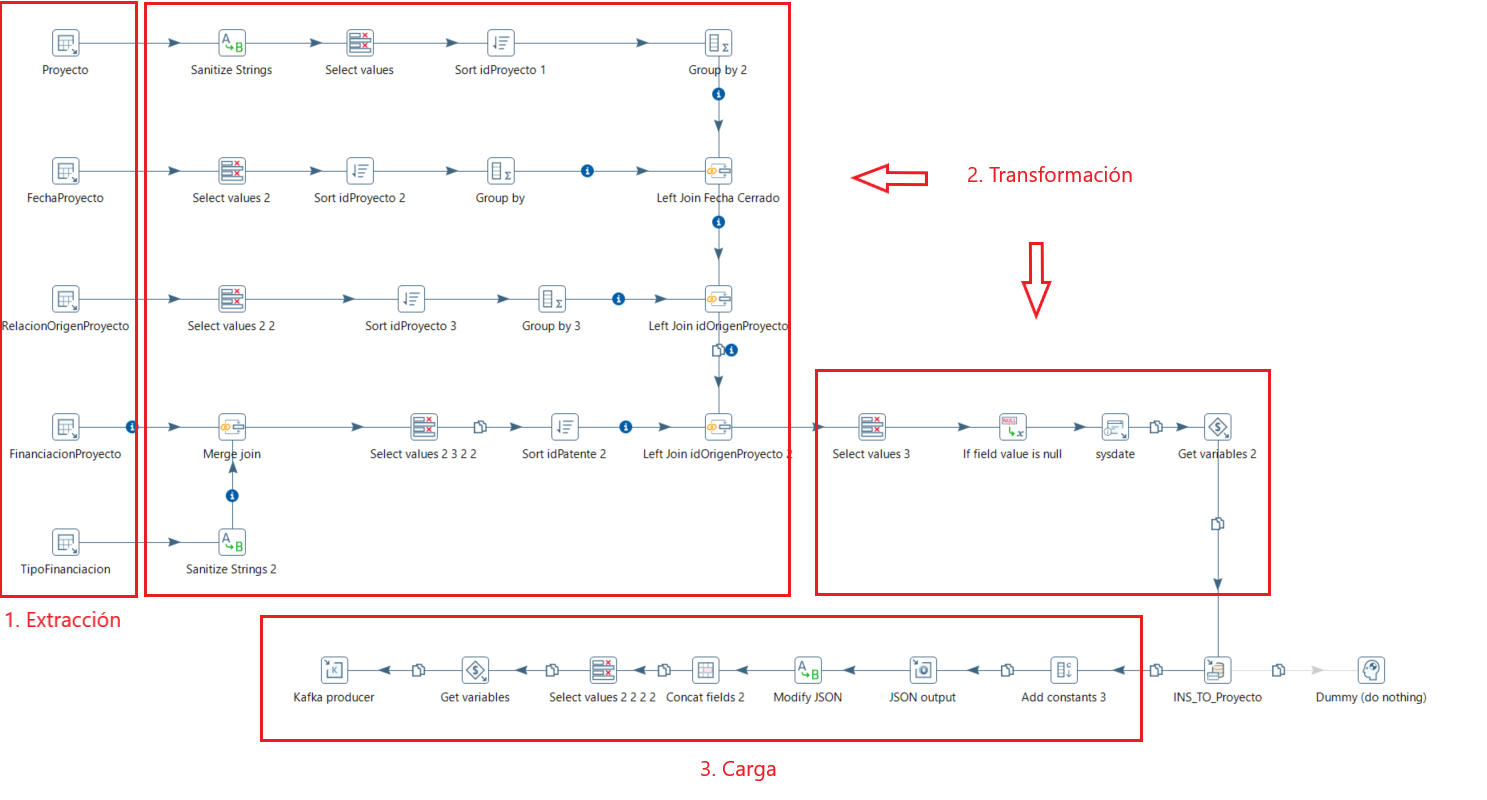 Proyecto
Sanitize Strings
Select values
Sort idProyecto 1
Group by 2
FechaProyecto
Select values 2
Sort idProyecto 2
Group by
Left Join Fecha Cerrado
2. Transformación
RelacionOrigenProyecto
Select values 2 2
Sort idProyecto 3
Group by 3
Left Join idOrigenProyecto
FinanciacionProyecto
Merge join
Select values 2 3 2 2
Sort idPatente 2
Left Join idOrigenProyecto 2
Select values 3
If field value is null
sysdate
Get variables 2
TipoFinanciacion
Sanitize Strings 2
1. Extracción
Kafka producer
Get variables
Select values 2 2 2 2
Concat fields 2
Modify JSON
JSON output
Add constants 3
INS_TO_Proyecto
Dummy (do nothing)
3. Carga